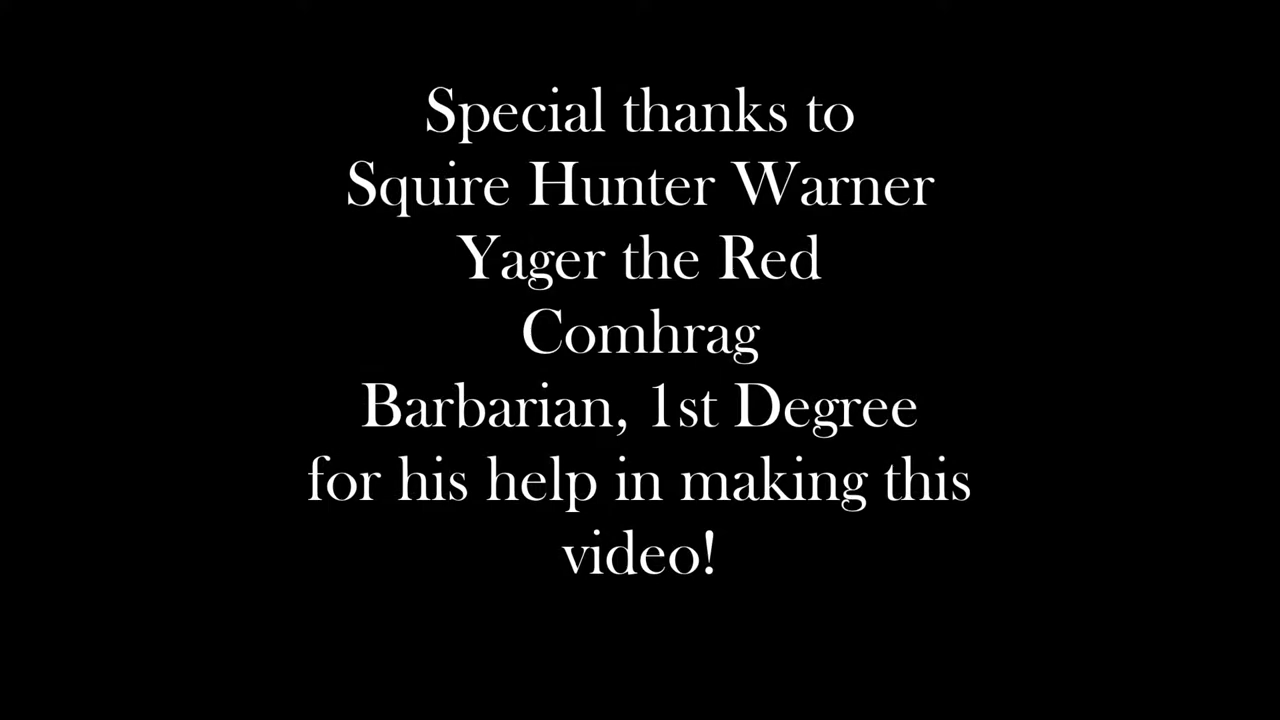 Special thanks to
Squire Hunter Warner
Yager the Red
Comhrag
Barbarian, 1st Degree
for his help in making this
video!